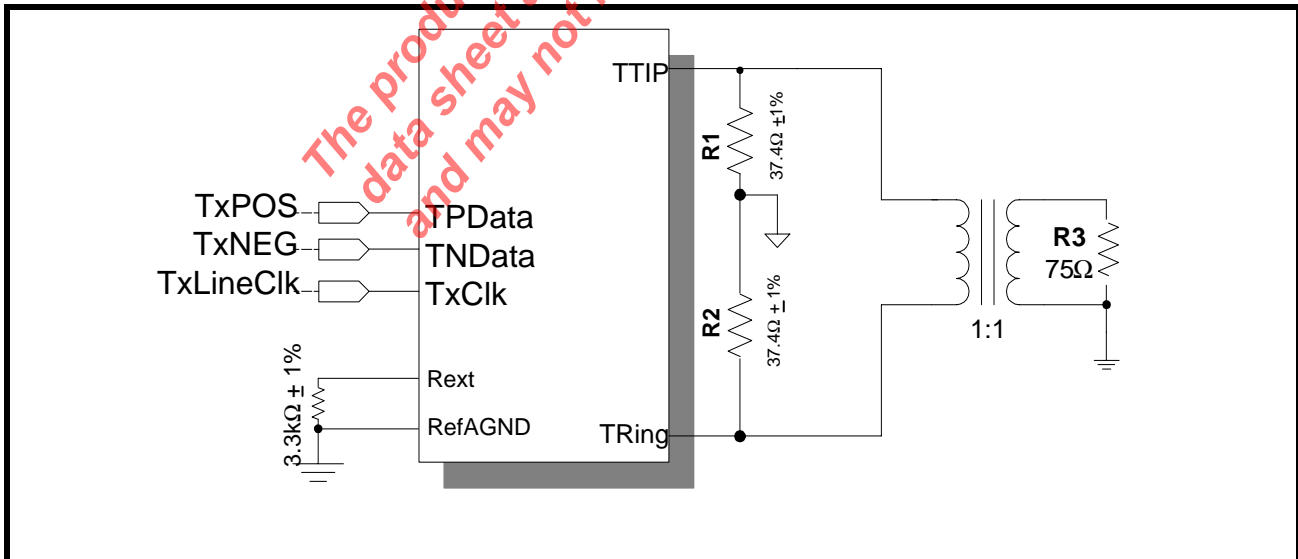 The produ
data sheet
and may not
TTIP
R1
37.4Ω ±1%
TxPOS
TPData
TxNEG
TNData
TxLineClk
TxClk
R2
37.4Ω ± 1%
R3
75Ω
1:1
3.3kΩ ± 1%
Rext
RefAGND
TRing